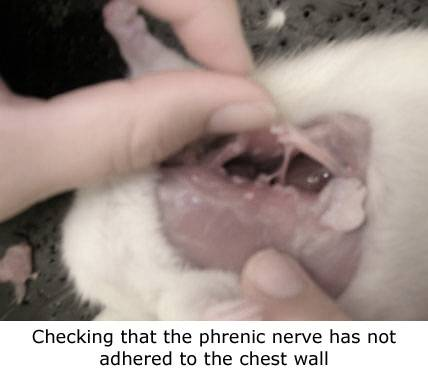 Checking that the phrenic nerve has not
adhered to the chest wall